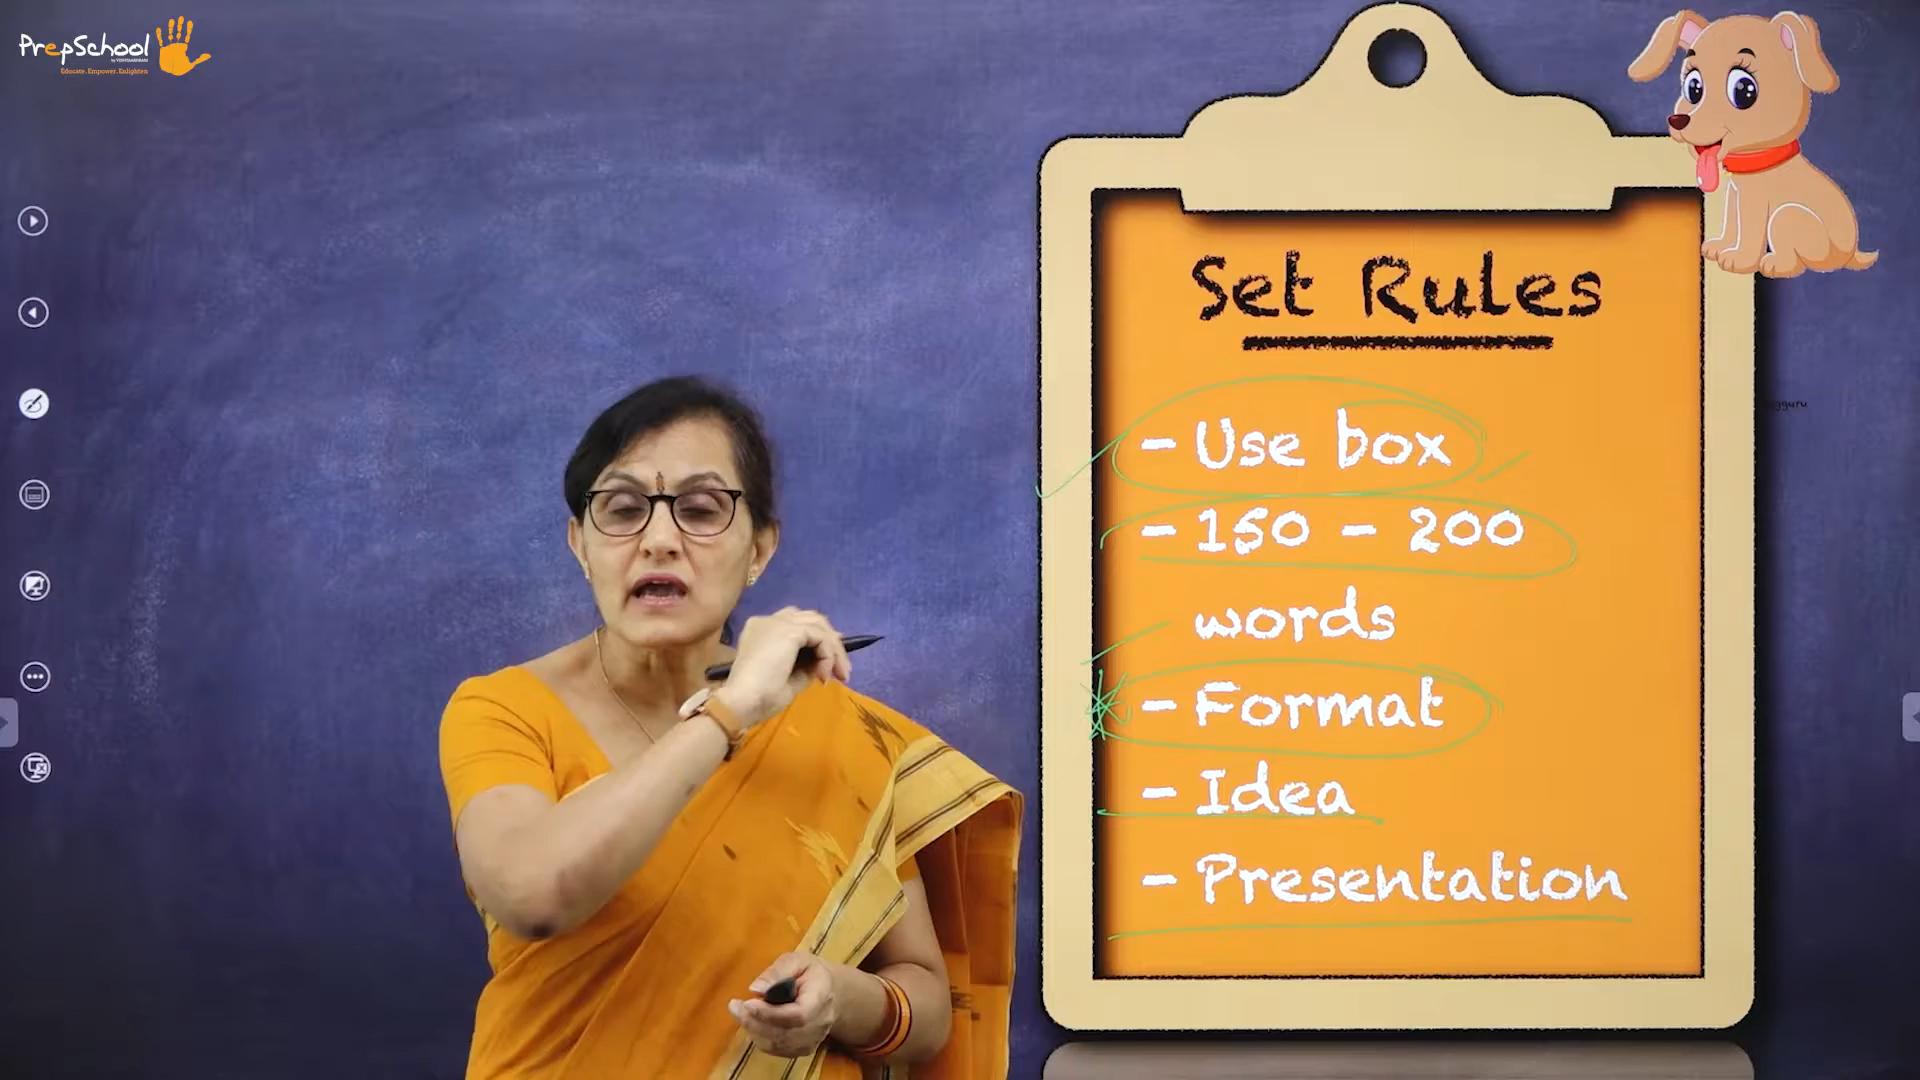 PrepSchool
Educate. Empower. Enlighten
Set Rules
- Use box
- 150 - 200
words
- Format
- Idea
- Presentation